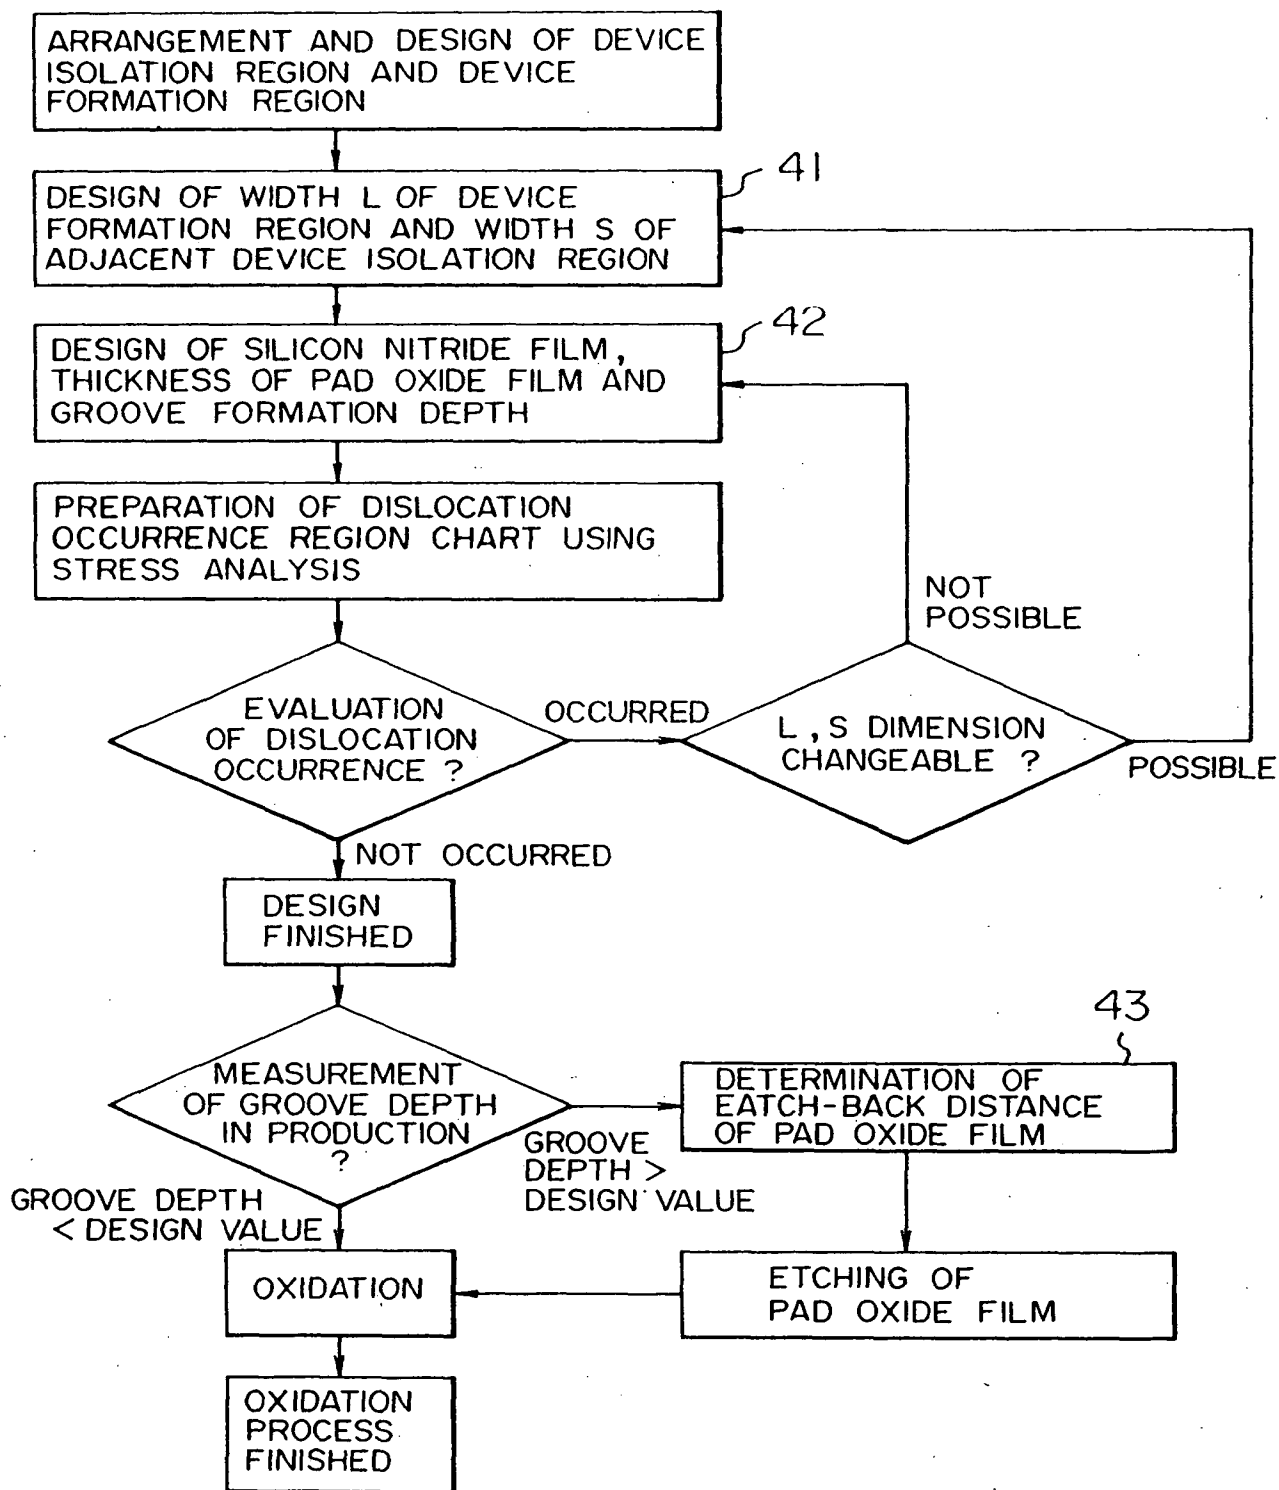 ARRANGEMENT AND DESIGN OF DEVICE
ISOLATION REGION AND DEVICE
FORMATION REGION
41
DESIGN OF WIDTH L OF DEVICE
FORMATION REGION AND WIDTH S OF
ADJACENT DEVICE ISOLATION REGION
42
DESIGN OF SILICON NITRIDE FILM,
THICKNESS OF PAD OXIDE FILM AND
GROOVE FORMATION DEPTH
PREPARATION OF DISLOCATION
OCCURRENCE REGION CHART USING
STRESS ANALYSIS
NOT
POSSIBLE
EVALUATION
OF DISLOCATION
OCCURRENCE ?
OCCURRED
L , S DIMENSION
CHANGEABLE ?
POSSIBLE
NOT OCCURRED
DESIGN
FINISHED
43
MEASUREMENT
OF GROOVE DEPTH
IN PRODUCTION
?
DETERMINATION OF
EATCH-BACK DISTANCE
OF PAD OXIDE FILM
GROOVE
DEPTH >
DESIGN VALUE
GROOVE DEPTH
< DESIGN VALUE
OXIDATION
ETCHING OF
PAD OXIDE FILM
OXIDATION
PROCESS
FINISHED